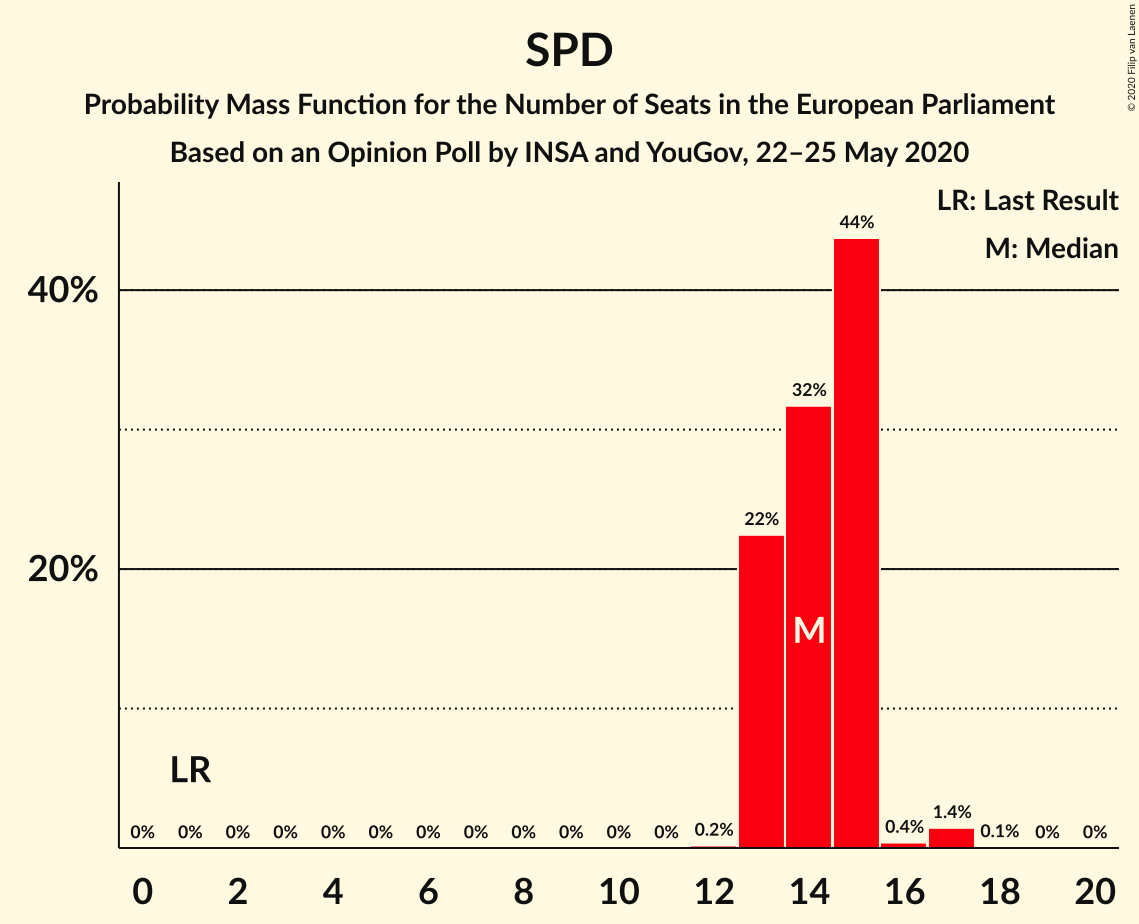 © 2020 Filip van Laenen
SPD
Probability Mass Function for the Number of Seats in the European Parliament
Based on an Opinion Poll by INSA and YouGov, 22–25 May 2020
LR: Last Result
M: Median
44%
40%
32%
22%
20%
M
LR
0% 0% 0% 0% 0% 0% 0% 0% 0% 0% 0% 0% 0.2% 0.4% 1.4% 0.1% 0% 0%
0 2 4 6 8 10 12 14 16 18 20